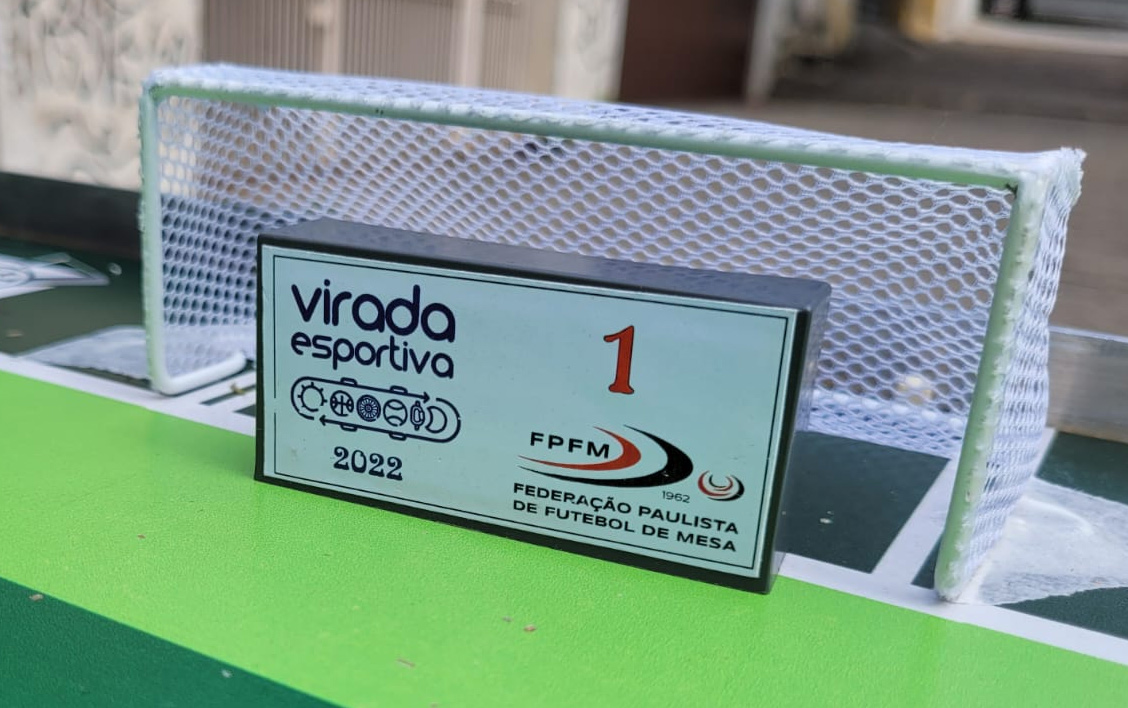 virada
esportiva
2022
1
FPFM
1962
FEDERAÇÃO PAULISTA
DE FUTEBOL DE MESA